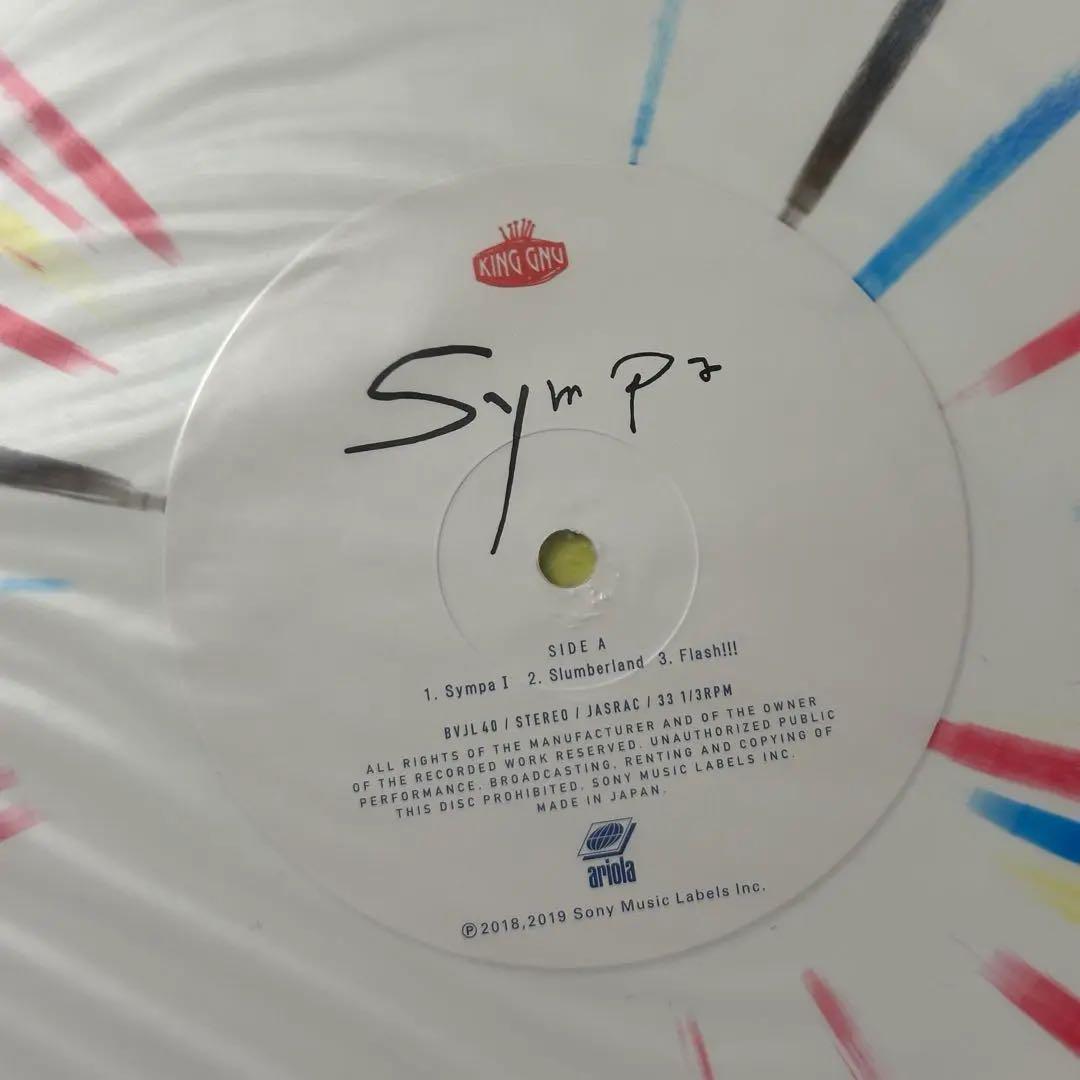 KING GNU
Sympa
SIDE A
1. Sympa I 2. Slumberland 3. Flash!!!
BVJL 40 / STEREO / JASRAC / 33 1/3RPM
ALL RIGHTS OF THE MANUFACTURER AND OF THE OWNER
OF THE RECORDED WORK RESERVED. UNAUTHORIZED PUBLIC
PERFORMANCE. BROADCASTING, RENTING AND COPYING OF
THIS DISC PROHIBITED. SONY MUSIC LABELS INC.
MADE IN JAPAN.
ariola
℗2018,2019 Sony Music Labels Inc.